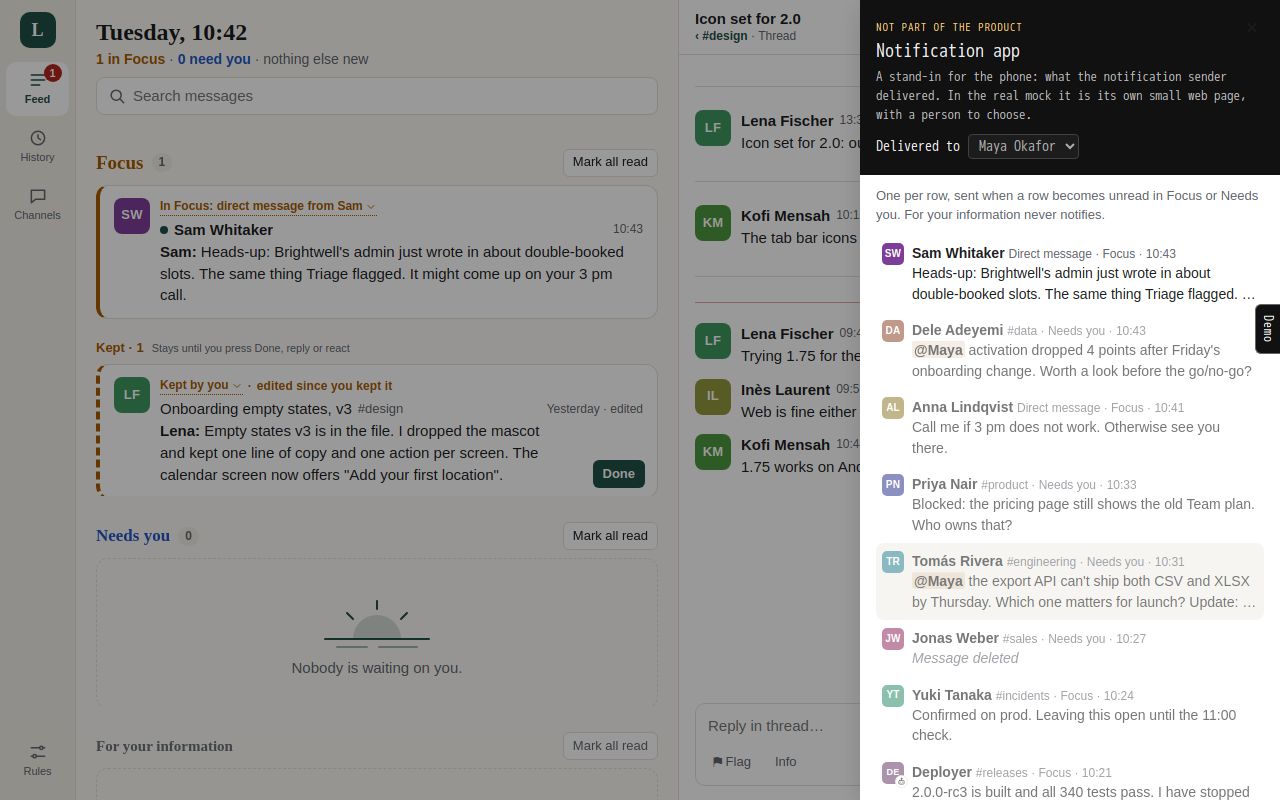 L
1
Feed
History
Channels
Rules
Tuesday, 10:42
1 in Focus · 0 need you · nothing else new
Search messages
Focus 1
Mark all read
SW
In Focus: direct message from Sam
Sam Whitaker
10:43
Sam: Heads-up: Brightwell's admin just wrote in about double-booked
slots. The same thing Triage flagged. It might come up on your 3 pm
call.
Kept · 1 Stays until you press Done, reply or react
LF
Kept by you · edited since you kept it
Onboarding empty states, v3 #design
Yesterday · edited
Lena: Empty states v3 is in the file. I dropped the mascot
and kept one line of copy and one action per screen. The
calendar screen now offers "Add your first location".
Done
Needs you 0
Mark all read
Nobody is waiting on you.
For your information
Mark all read
Icon set for 2.0
‹ #design · Thread
LF
Lena Fischer 13:3
Icon set for 2.0: ou
KM
Kofi Mensah 10:1
The tab bar icons
LF
Lena Fischer 09:4
Trying 1.75 for the
IL
Inès Laurent 09:5
Web is fine either
KM
Kofi Mensah 10:4
1.75 works on And
Reply in thread…
Flag
Info
NOT PART OF THE PRODUCT
Notification app
A stand-in for the phone: what the notification sender
delivered. In the real mock it is its own small web page,
with a person to choose.
Delivered to Maya Okafor
One per row, sent when a row becomes unread in Focus or Needs
you. For your information never notifies.
SW
Sam Whitaker Direct message · Focus · 10:43
Heads-up: Brightwell's admin just wrote in about
double-booked slots. The same thing Triage flagged. …
Demo
DA
Dele Adeyemi #data · Needs you · 10:43
@Maya activation dropped 4 points after Friday's
onboarding change. Worth a look before the go/no-go?
AL
Anna Lindqvist Direct message · Focus · 10:41
Call me if 3 pm does not work. Otherwise see you
there.
PN
Priya Nair #product · Needs you · 10:33
Blocked: the pricing page still shows the old Team plan.
Who owns that?
TR
Tomás Rivera #engineering · Needs you · 10:31
@Maya the export API can't ship both CSV and XLSX
by Thursday. Which one matters for launch? Update: …
JW
Jonas Weber #sales · Needs you · 10:27
Message deleted
YT
Yuki Tanaka #incidents · Focus · 10:24
Confirmed on prod. Leaving this open until the 11:00
check.
DE
Deployer #releases · Focus · 10:21
2.0.0-rc3 is built and all 340 tests pass. I have stopped